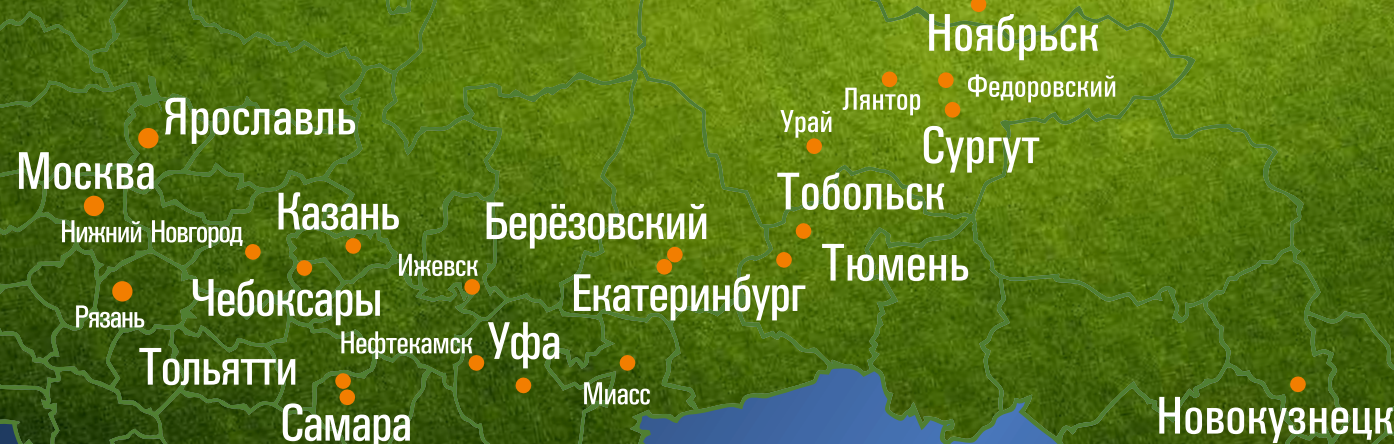 Ноябрьск
Федоровский
Лянтор
Ярославль
Урай
Сургут
Москва
Тобольск
Казань
Берёзовский
Нижний Новгород
Ижевск
Тюмень
Чебоксары
Екатеринбург
Рязань
Нефтекамск
Уфа
Тольятти
Миасс
Самара
Новокузнецк